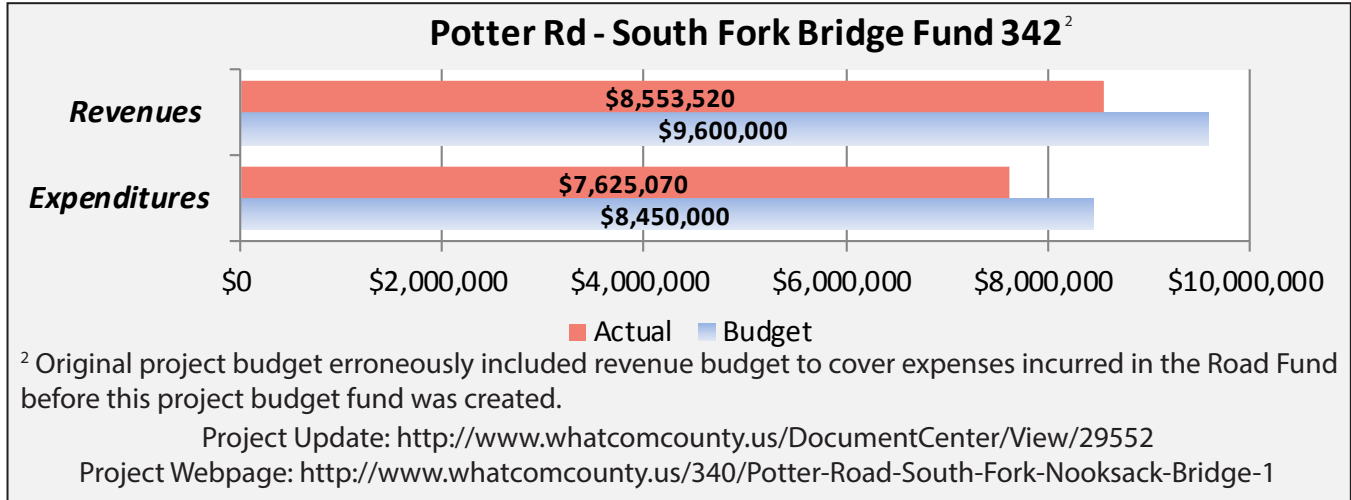 Potter Rd - South Fork Bridge Fund 342²
Revenues
$8,553,520
$9,600,000
Expenditures
$7,625,070
$8,450,000
$0 $2,000,000 $4,000,000 $6,000,000 $8,000,000 $10,000,000
Actual Budget
² Original project budget erroneously included revenue budget to cover expenses incurred in the Road Fund
before this project budget fund was created.
Project Update: http://www.whatcomcounty.us/DocumentCenter/View/29552
Project Webpage: http://www.whatcomcounty.us/340/Potter-Road-South-Fork-Nooksack-Bridge-1